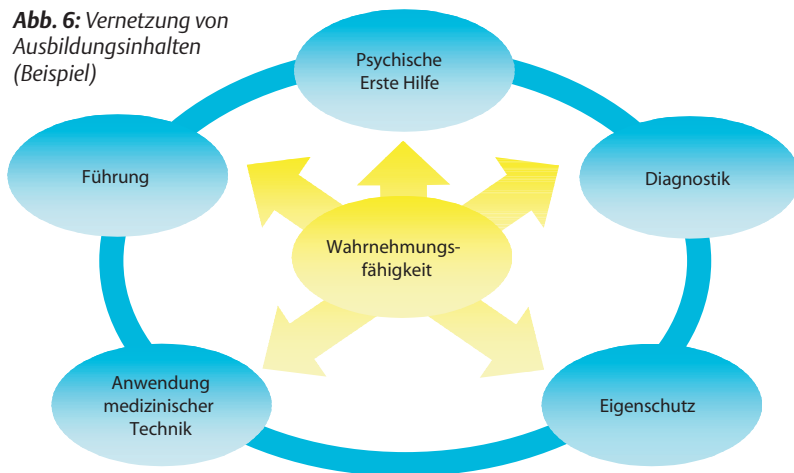 Abb. 6: Vernetzung von
Ausbildungsinhalten
(Beispiel)
Psychische
Erste Hilfe
Führung
Diagnostik
Wahrnehmungs-
fähigkeit
Anwendung
medizinischer
Technik
Eigenschutz